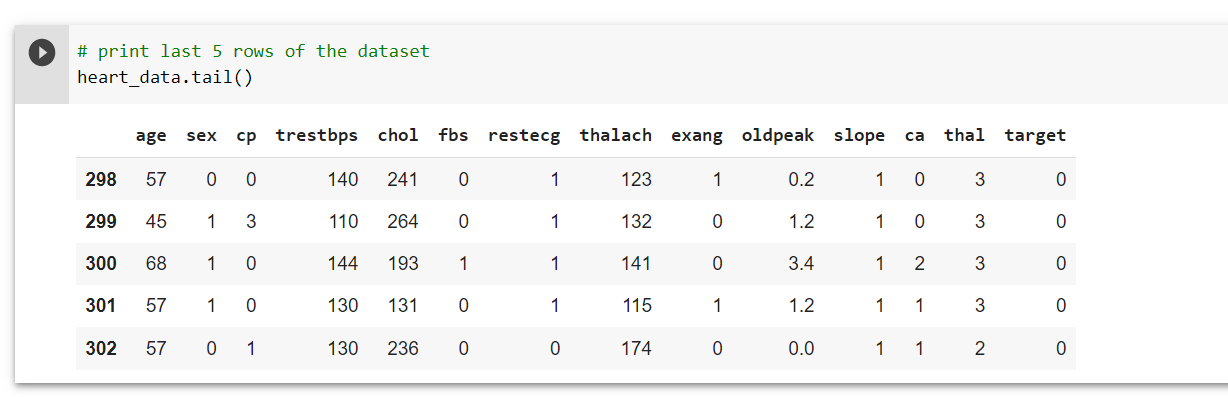 # print last 5 rows of the dataset
heart_data.tail()
age sex cp trestbps chol fbs restecg thalach exang oldpeak slope ca thal target
298 57 0 0 140 241 0 1 123 1 0.2 1 0 3 0
299 45 1 3 110 264 0 1 132 0 1.2 1 0 3 0
300 68 1 0 144 193 1 1 141 0 3.4 1 2 3 0
301 57 1 0 130 131 0 1 115 1 1.2 1 1 3 0
302 57 0 1 130 236 0 0 174 0 0.0 1 1 2 0